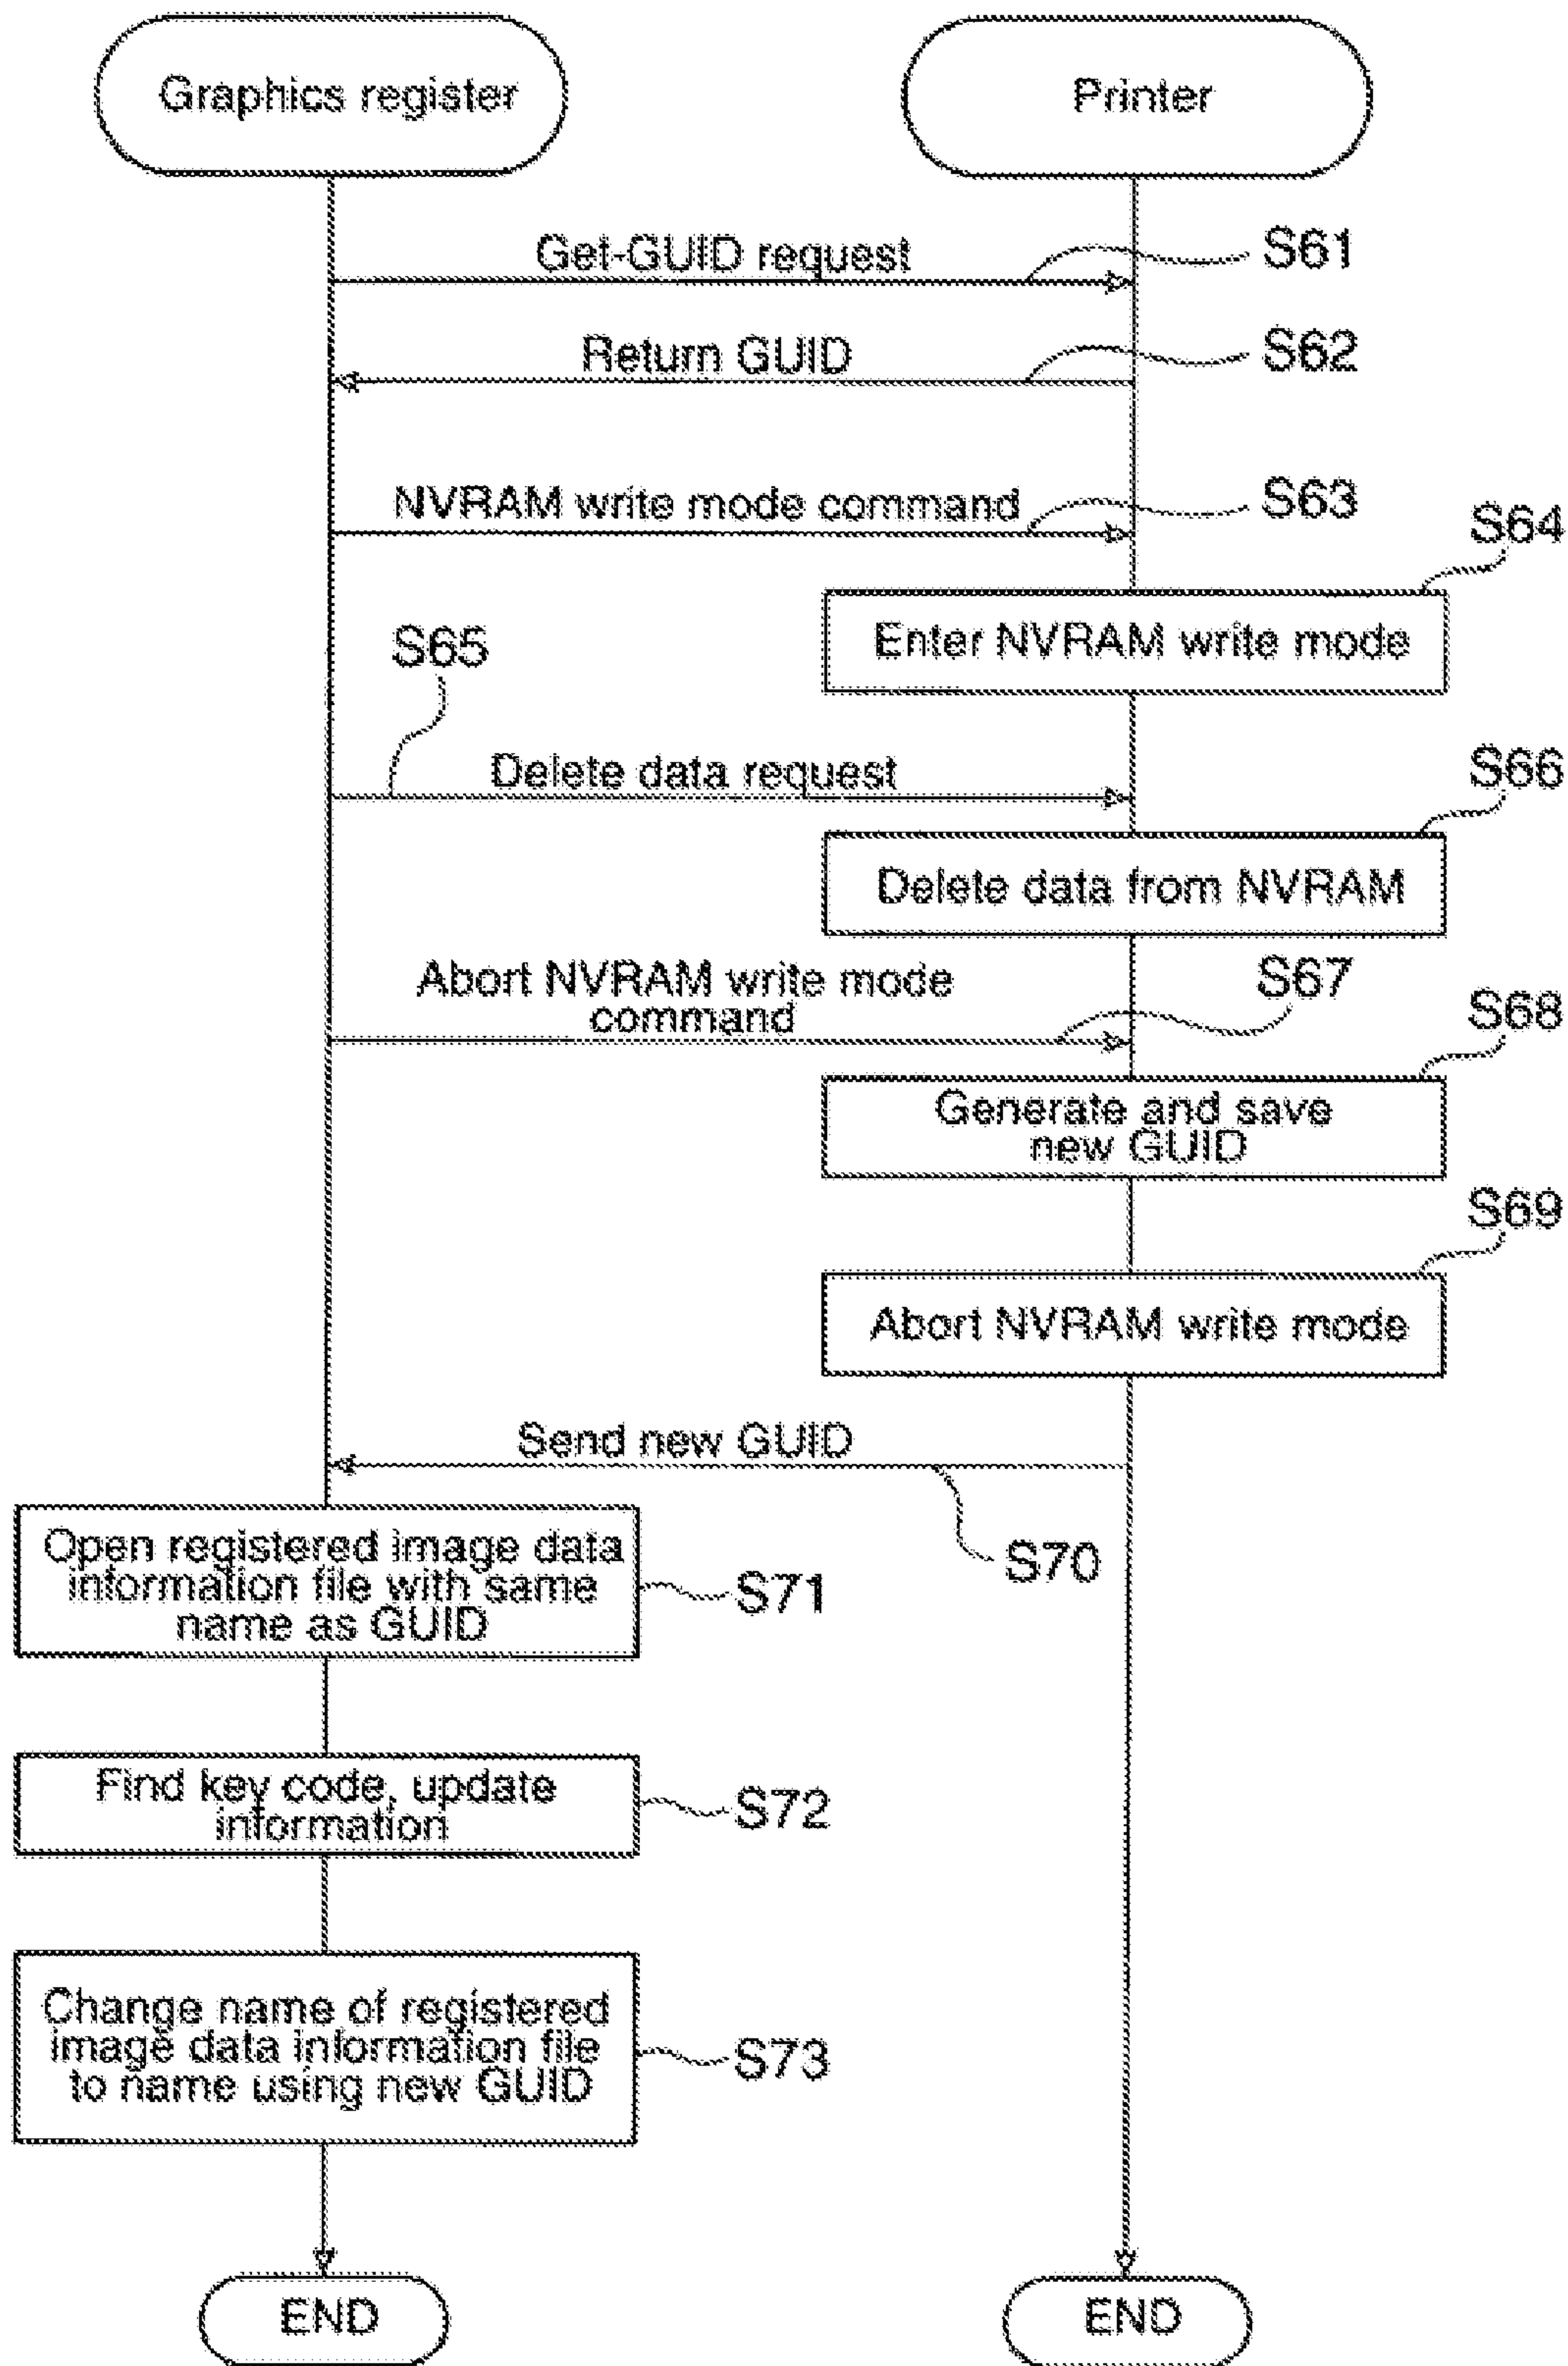 Graphics register
Printer
Get-GUID request
S61
Return GUID
S62
NVRAM write mode command
S63
S64
Enter NVRAM write mode
S65
Delete data request
S66
Delete data from NVRAM
Abort NVRAM write mode
command
S67
S68
Generate and save
new GUID
S69
Abort NVRAM write mode
Send new GUID
S70
Open registered image data
information file with same
name as GUID
S71
Find key code, update
information
S72
Change name of registered
image data information file
to name using new GUID
S73
END
END